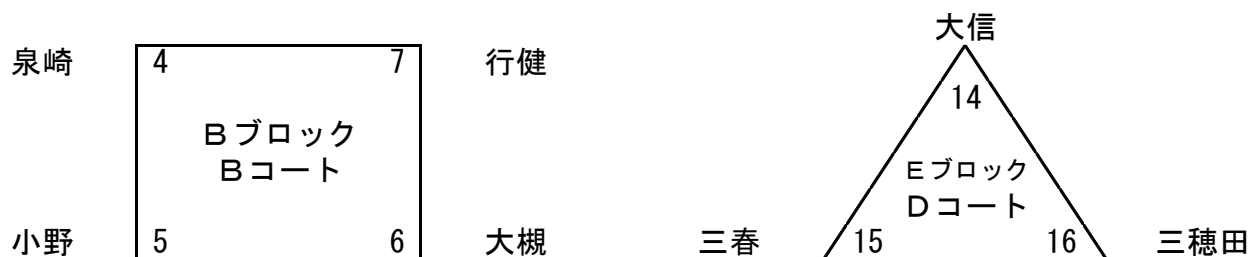 泉崎 4 7 行健
Bブロック
Bコート
小野 5 6 大槻
大信
14
Eブロック
Dコート
三春 15 16 三穂田